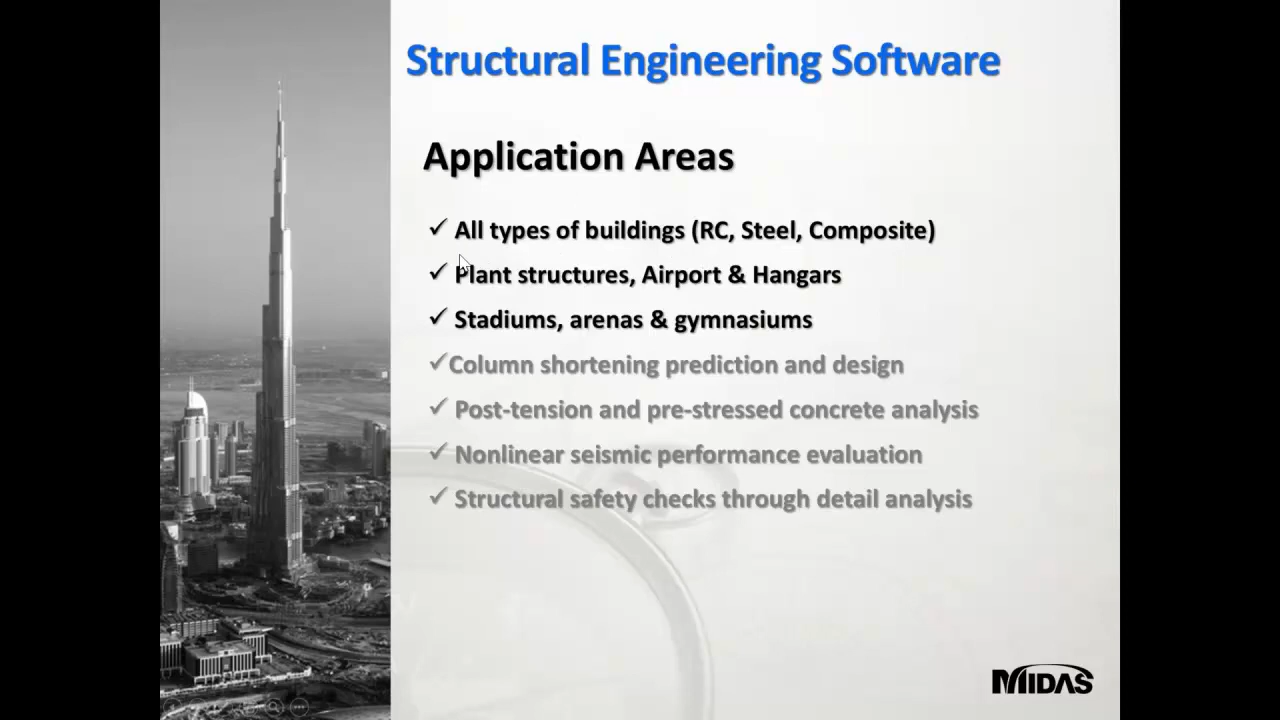 Structural Engineering Software
Application Areas
✓ All types of buildings (RC, Steel, Composite)
✓ Plant structures, Airport & Hangars
✓ Stadiums, arenas & gymnasiums
✓Column shortening prediction and design
✓ Post-tension and pre-stressed concrete analysis
✓ Nonlinear seismic performance evaluation
✓ Structural safety checks through detail analysis
MIDAS